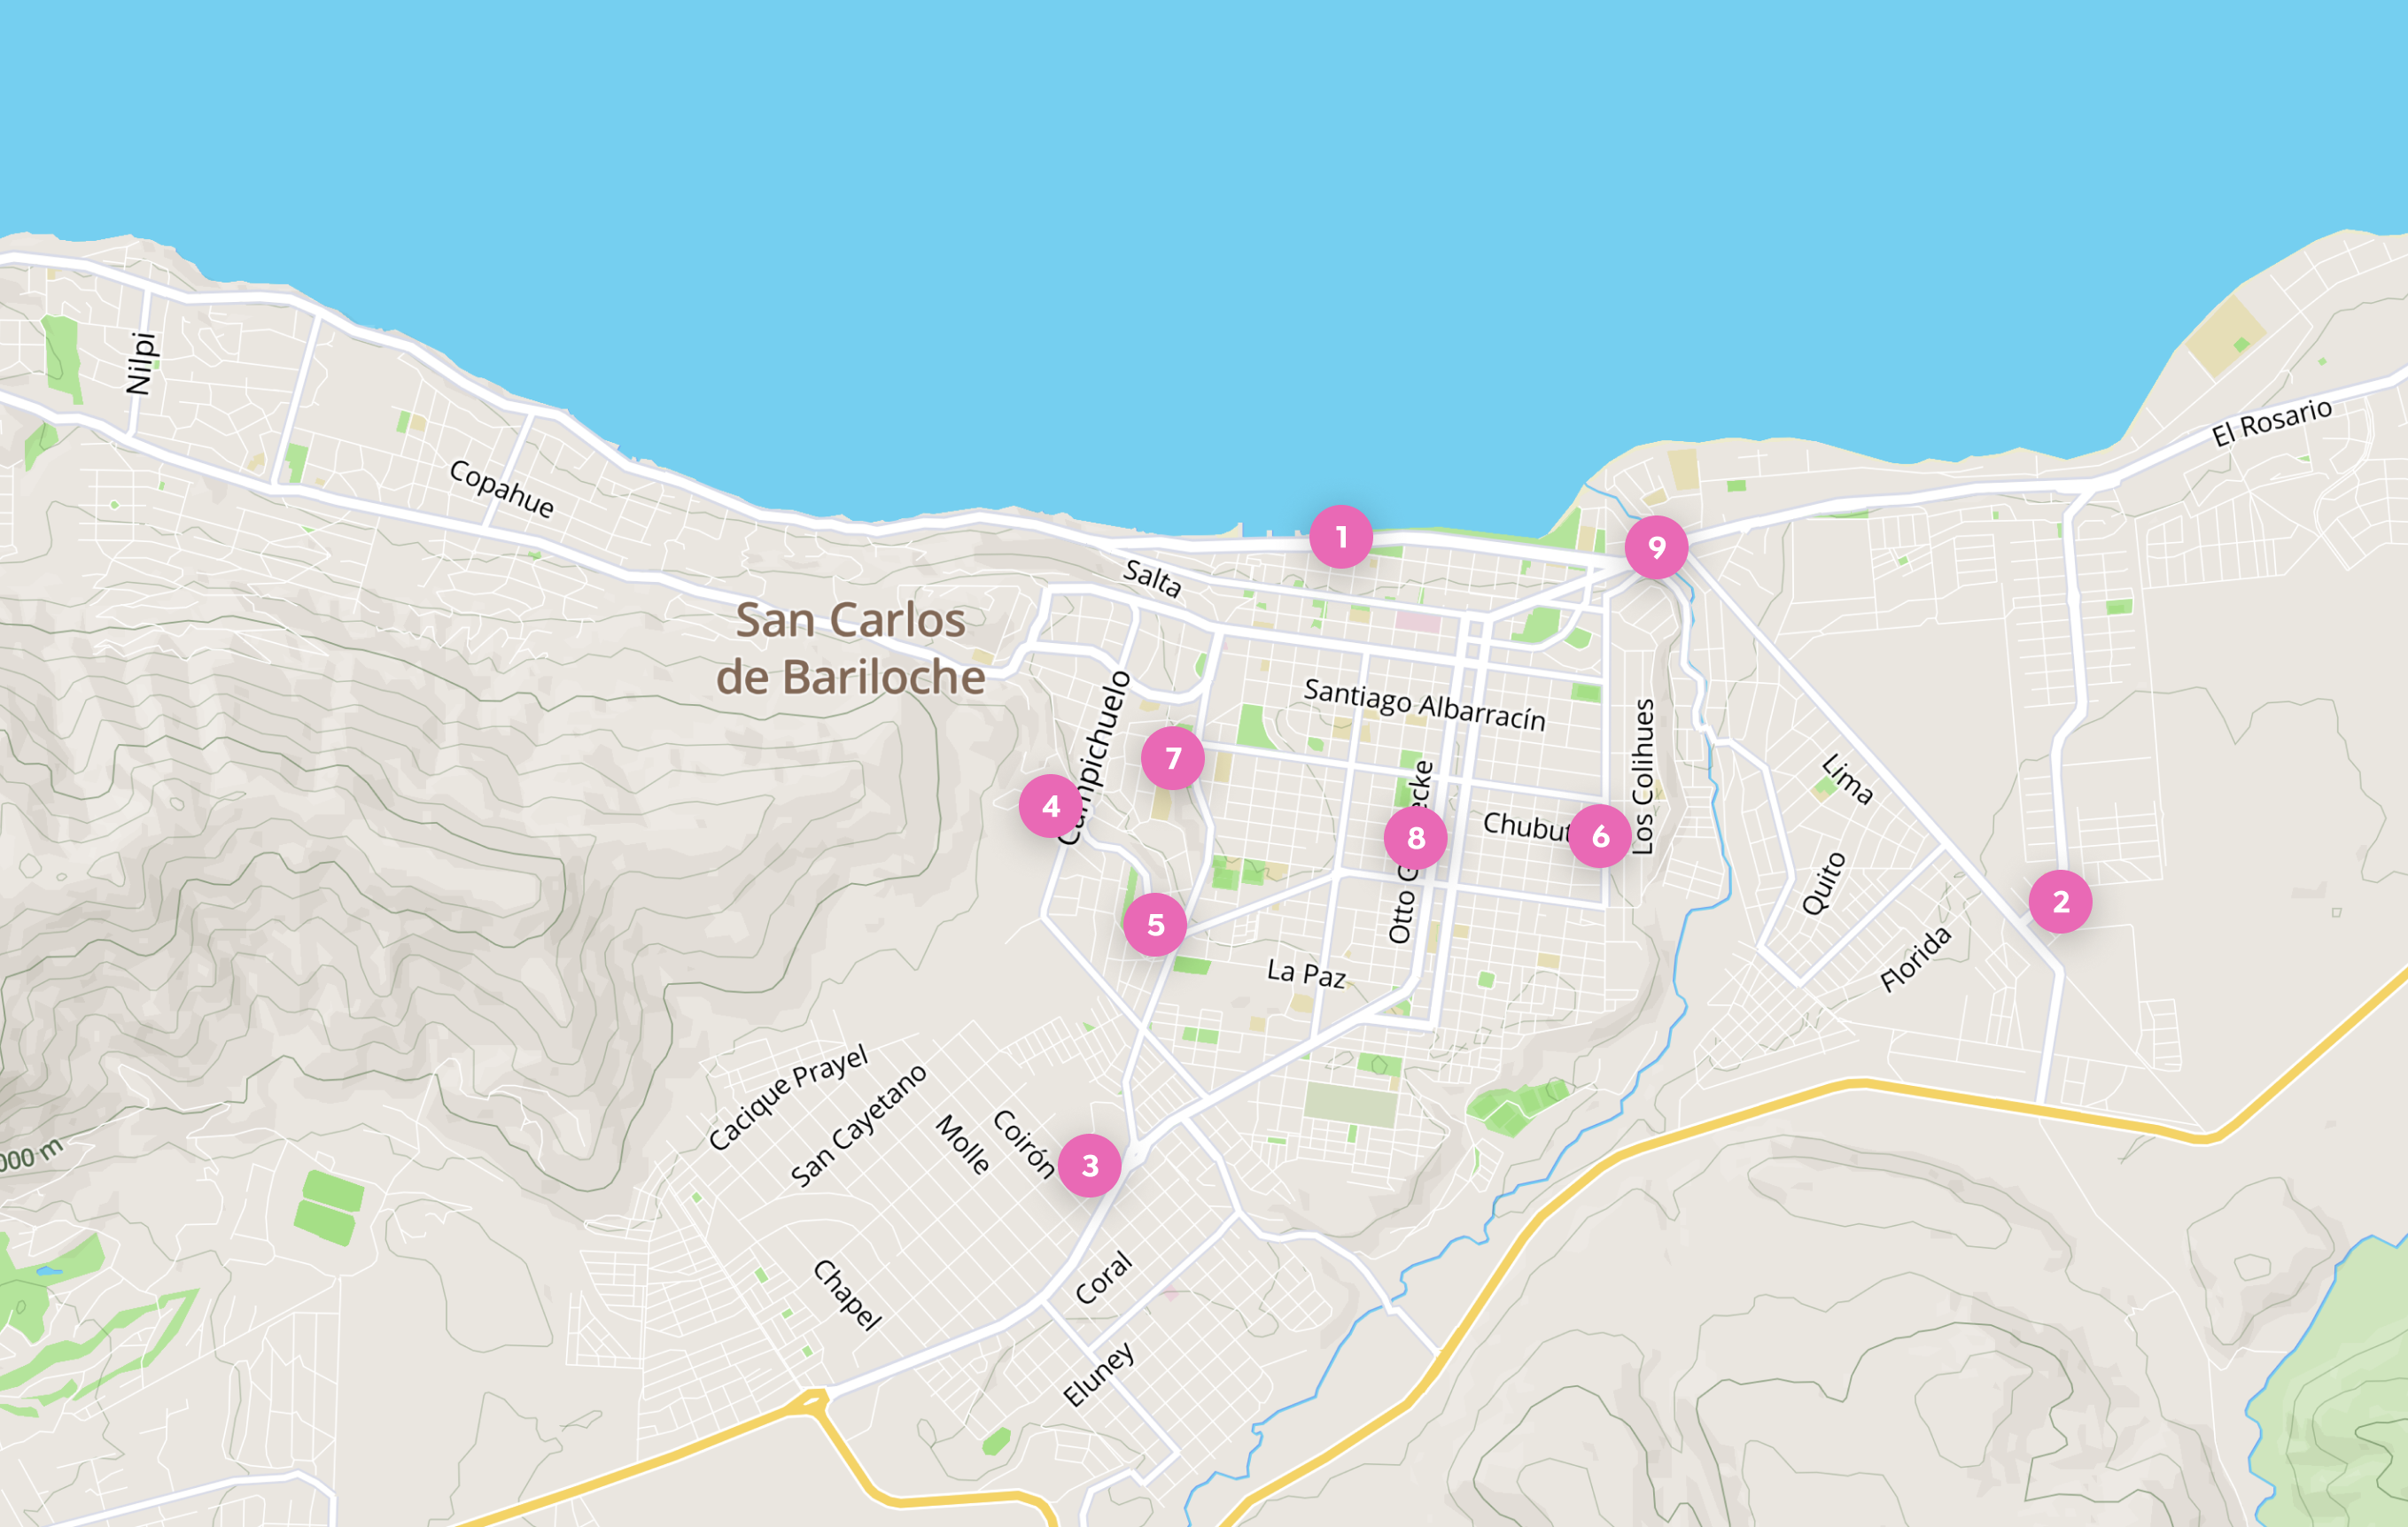 Nilpi
El Rosario
Copahue
1
9
Salta
San Carlos
de Bariloche
Santiago Albarracín
Campichuelo
7
Los Colihues
Lima
4
Chubut
6
8
Quito
2
5
Florida
La Paz
Cacique Prayel
San Cayetano
Molle
Coirón
3
000 m
Coral
Chapel
Eluney